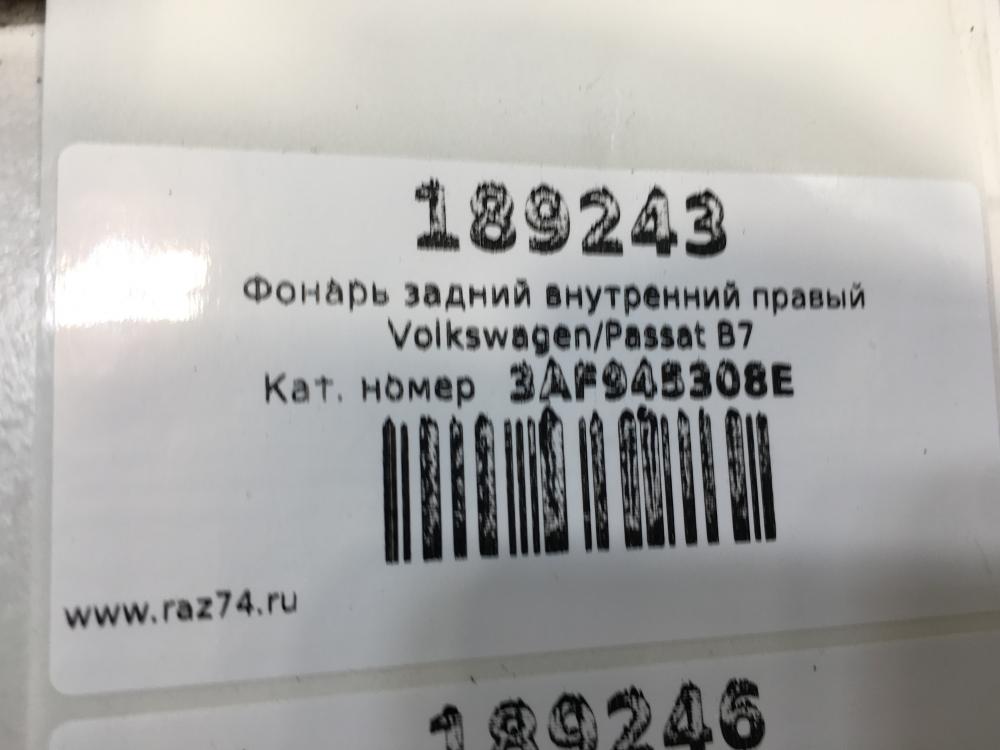 189243
Фонарь задний внутренний правый
Volkswagen/Passat B7
Кат. номер 3AF945308E
www.raz74.ru
189246